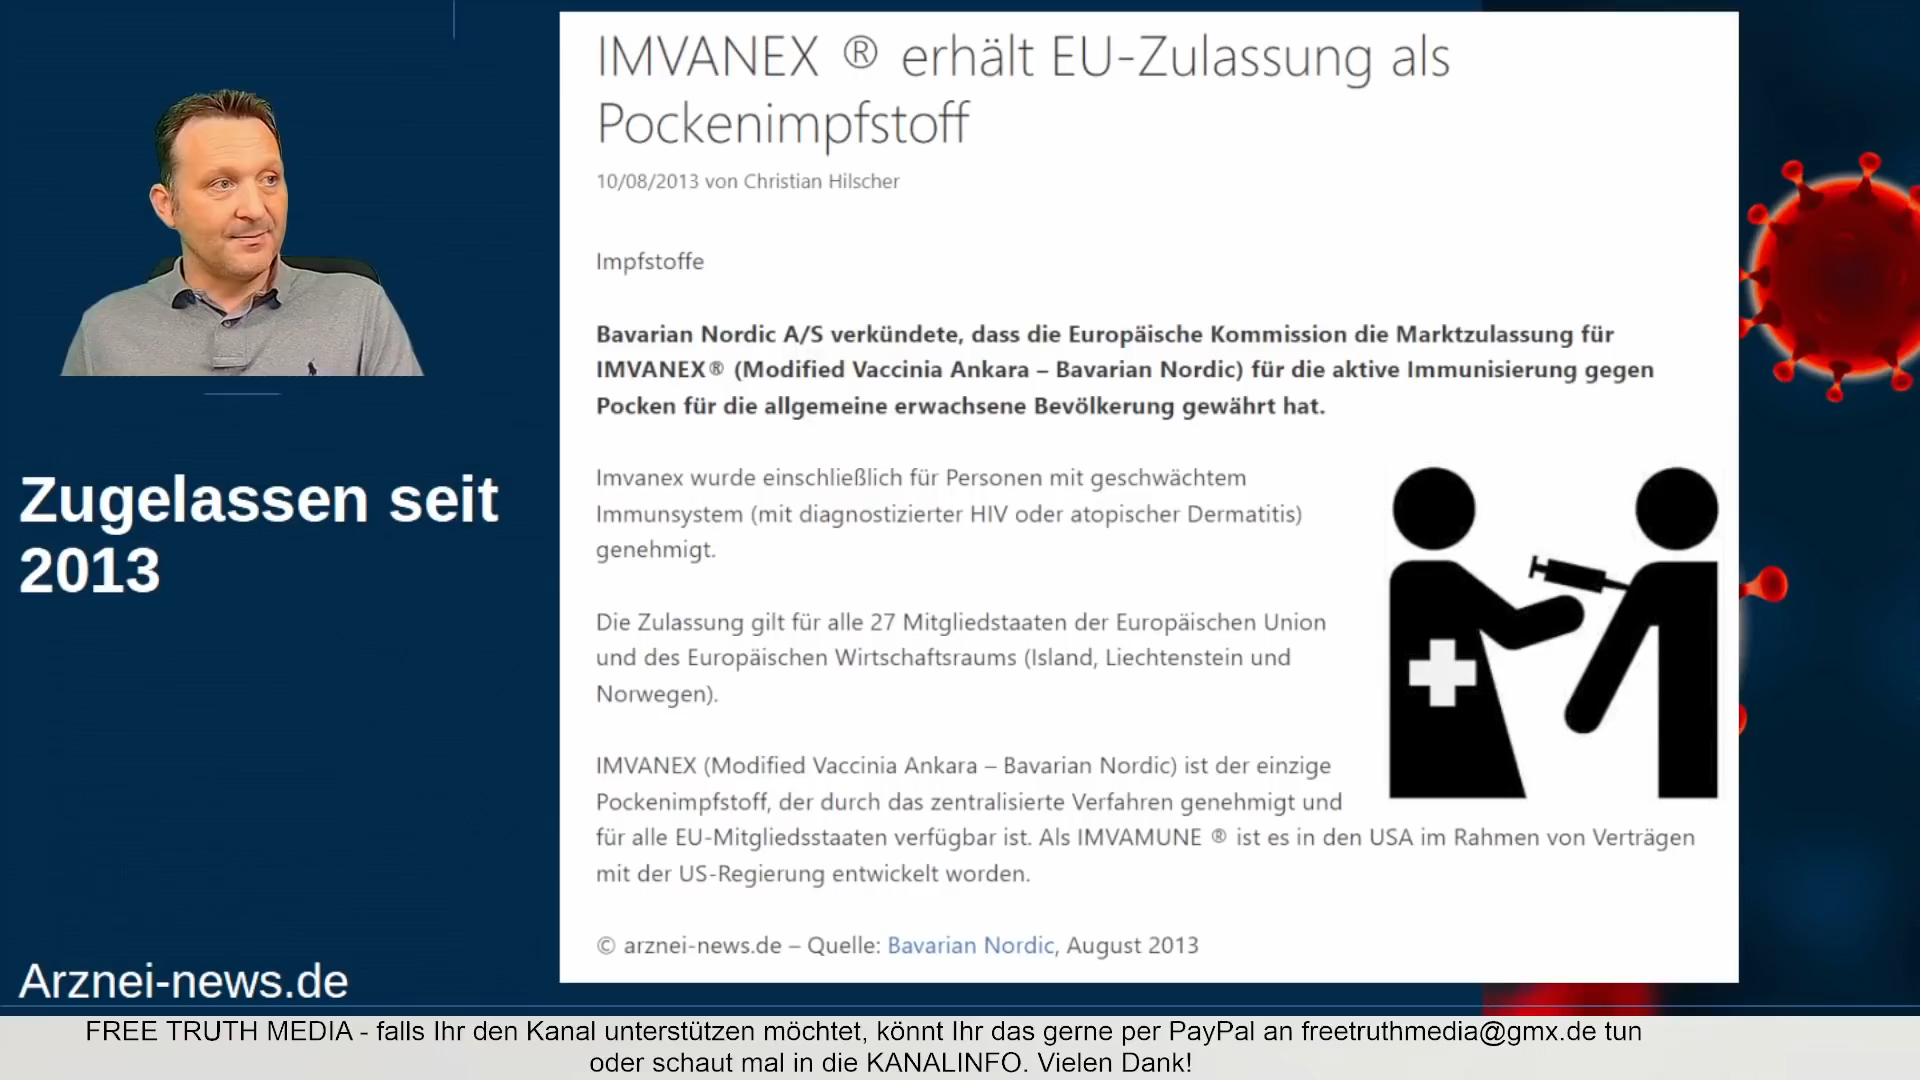 IMVANEX ® erhält EU-Zulassung als
Pockenimpfstoff
10/08/2013 von Christian Hilscher
Impfstoffe
Bavarian Nordic A/S verkündete, dass die Europäische Kommission die Marktzulassung für
IMVANEX® (Modified Vaccinia Ankara – Bavarian Nordic) für die aktive Immunisierung gegen
Pocken für die allgemeine erwachsene Bevölkerung gewährt hat.
Imvanex wurde einschließlich für Personen mit geschwächtem
Immunsystem (mit diagnostizierter HIV oder atopischer Dermatitis)
genehmigt.
Die Zulassung gilt für alle 27 Mitgliedstaaten der Europäischen Union
und des Europäischen Wirtschaftsraums (Island, Liechtenstein und
Norwegen).
IMVANEX (Modified Vaccinia Ankara – Bavarian Nordic) ist der einzige
Pockenimpfstoff, der durch das zentralisierte Verfahren genehmigt und
für alle EU-Mitgliedsstaaten verfügbar ist. Als IMVAMUNE ® ist es in den USA im Rahmen von Verträgen
mit der US-Regierung entwickelt worden.
© arznei-news.de – Quelle: Bavarian Nordic, August 2013
Zugelassen seit
2013
Arznei-news.de
FREE TRUTH MEDIA - falls Ihr den Kanal unterstützen möchtet, könnt Ihr das gerne per PayPal an freetruthmedia@gmx.de tun
oder schaut mal in die KANALINFO. Vielen Dank!